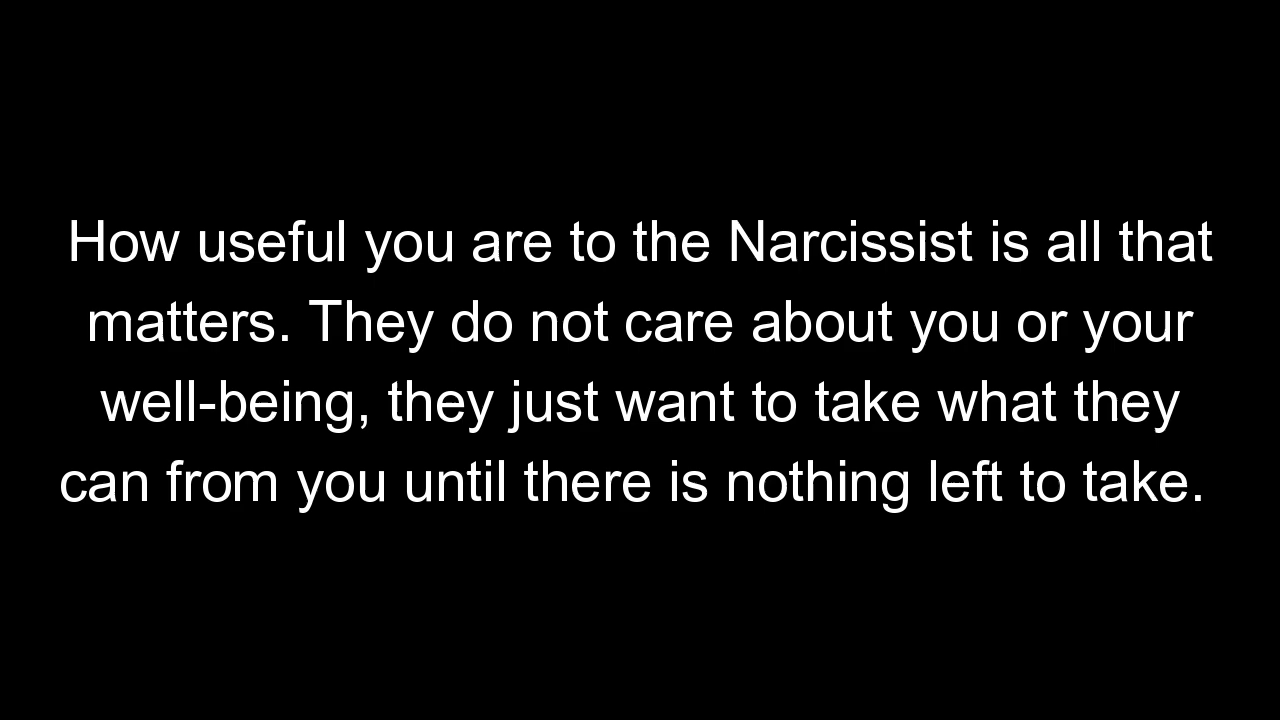 How useful you are to the Narcissist is all that
matters. They do not care about you or your
well-being, they just want to take what they
can from you until there is nothing left to take.